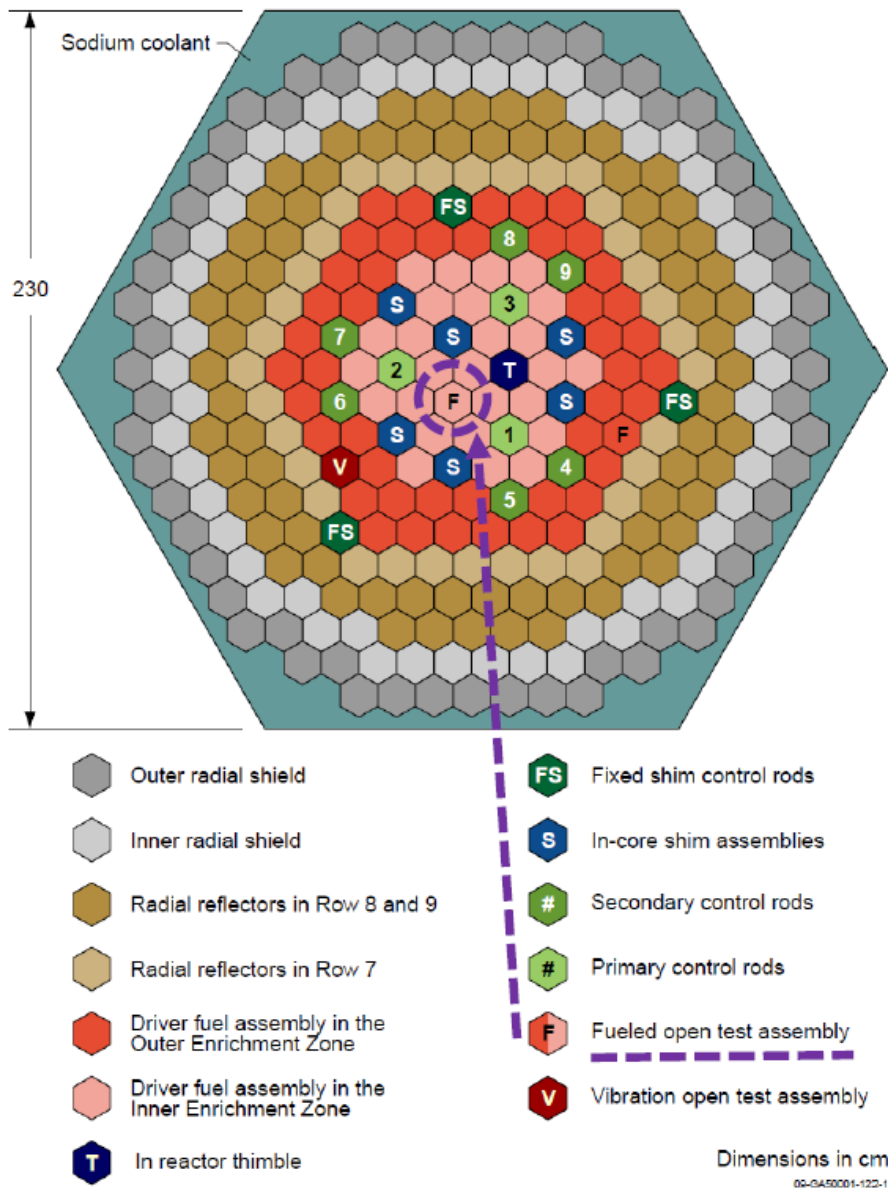 Sodium coolant
230
FS
8
9
S
3
7
S
S
2
T
6
F
S
FS
S
1
F
V
S
4
5
FS
Outer radial shield
FS Fixed shim control rods
Inner radial shield
S In-core shim assemblies
Radial reflectors in Row 8 and 9
# Secondary control rods
Radial reflectors in Row 7
# Primary control rods
Driver fuel assembly in the
Outer Enrichment Zone
F Fueled open test assembly
Driver fuel assembly in the
Inner Enrichment Zone
V Vibration open test assembly
T In reactor thimble
Dimensions in cm
09-GA50001-122-1